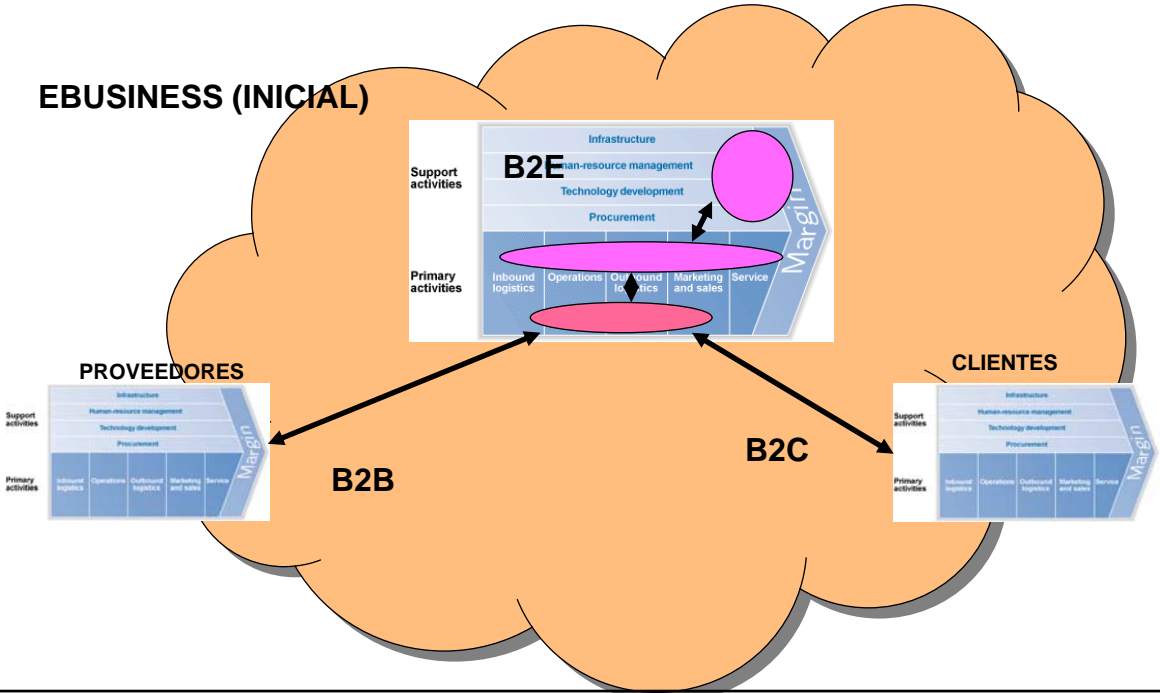 EBUSINESS (INICIAL)
Infrastructure
Human-resource management
Technology development
Procurement
Support
activities
B2E
Margin
Primary
activities
Inbound
logistics
Operations
Outbound
logistics
Marketing
and sales
Service
PROVEEDORES
Support
activities
Infrastructure
Human-resource management
Technology development
Procurement
Margin
Primary
activities
Inbound
logistics
Operations
Outbound
logistics
Marketing
and sales
Service
B2B
B2C
CLIENTES
Support
activities
Infrastructure
Human-resource management
Technology development
Procurement
Margin
Primary
activities
Inbound
logistics
Operations
Outbound
logistics
Marketing
and sales
Service